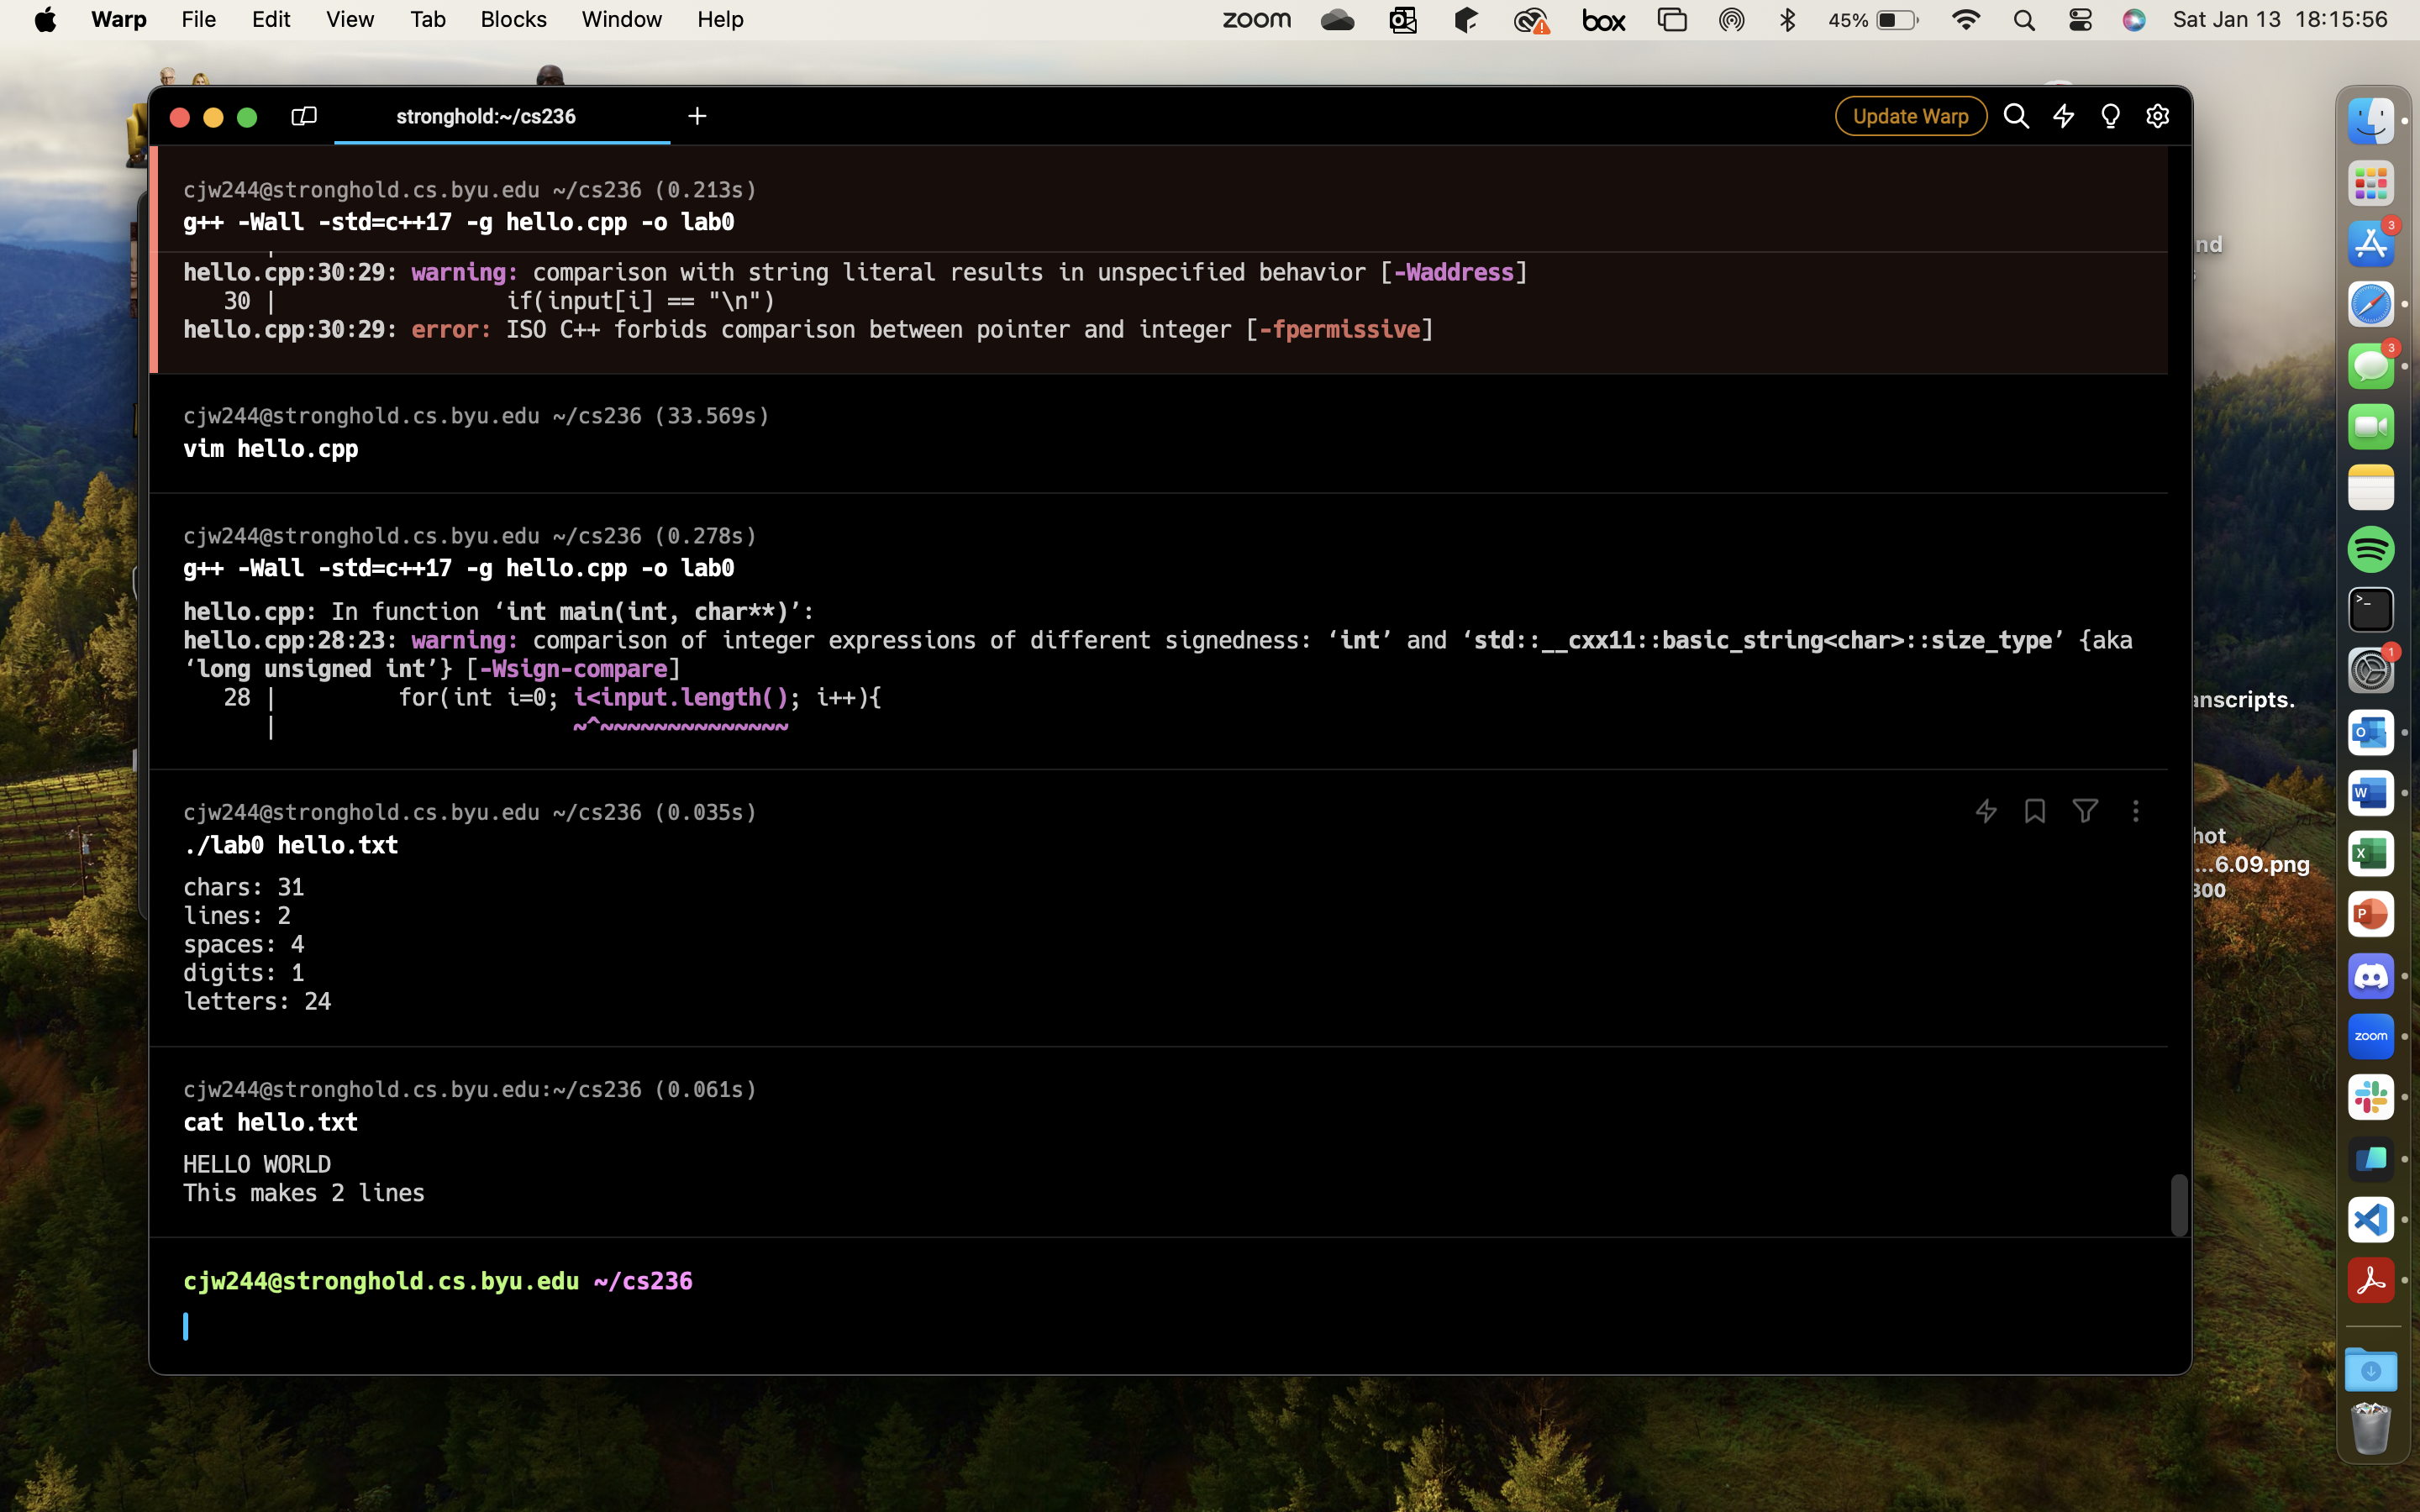 Warp File Edit View Tab Blocks Window Help zoom box 45% Sat Jan 13 18:15:56
stronghold:~/cs236
Update Warp
cjw244@stronghold.cs.byu.edu ~/cs236 (0.213s)
g++ -Wall -std=c++17 -g hello.cpp -o lab0
hello.cpp:30:29: warning: comparison with string literal results in unspecified behavior [-Waddress]
30 | if(input[i] == "\n")
hello.cpp:30:29: error: ISO C++ forbids comparison between pointer and integer [-fpermissive]
cjw244@stronghold.cs.byu.edu ~/cs236 (33.569s)
vim hello.cpp
cjw244@stronghold.cs.byu.edu ~/cs236 (0.278s)
g++ -Wall -std=c++17 -g hello.cpp -o lab0
hello.cpp: In function ‘int main(int, char**)’:
hello.cpp:28:23: warning: comparison of integer expressions of different signedness: ‘int’ and ‘std::__cxx11::basic_string<char>::size_type’ {aka
‘long unsigned int’} [-Wsign-compare]
28 | for(int i=0; i<input.length(); i++){
| ~^~~~~~~~~~~~~~~
cjw244@stronghold.cs.byu.edu ~/cs236 (0.035s)
./lab0 hello.txt
chars: 31
lines: 2
spaces: 4
digits: 1
letters: 24
cjw244@stronghold.cs.byu.edu:~/cs236 (0.061s)
cat hello.txt
HELLO WORLD
This makes 2 lines
cjw244@stronghold.cs.byu.edu ~/cs236
nd
anscripts.
hot
...6.09.png
300
3
3
1
zoom